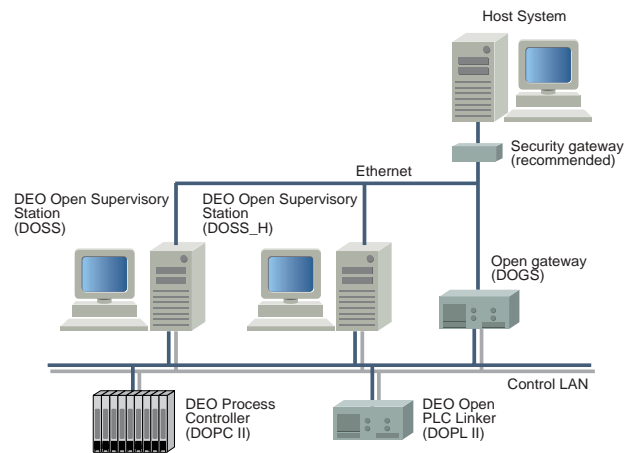 Host System
Security gateway
(recommended)
Ethernet
DEO Open Supervisory
Station
(DOSS)
DEO Open Supervisory
Station
(DOSS_H)
Open gateway
(DOGS)
Control LAN
DEO Process
Controller
(DOPC II)
DEO Open
PLC Linker
(DOPL II)